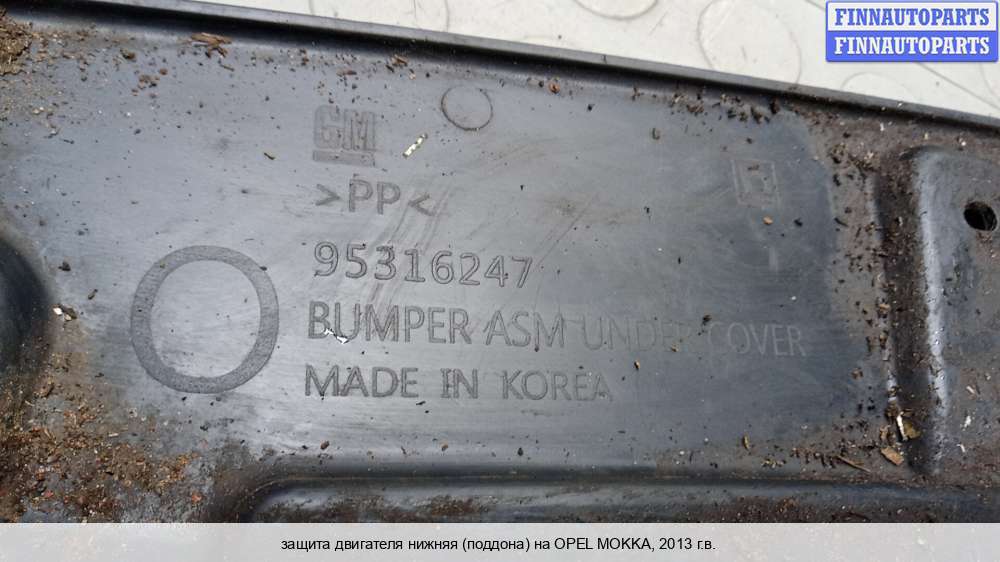 FINNAUTOPARTS
FINNAUTOPARTS
GM
>PP<
95316247
BUMPER ASM UNDER COVER
MADE IN KOREA
защита двигателя нижняя (поддона) на OPEL MOKKA, 2013 г.в.